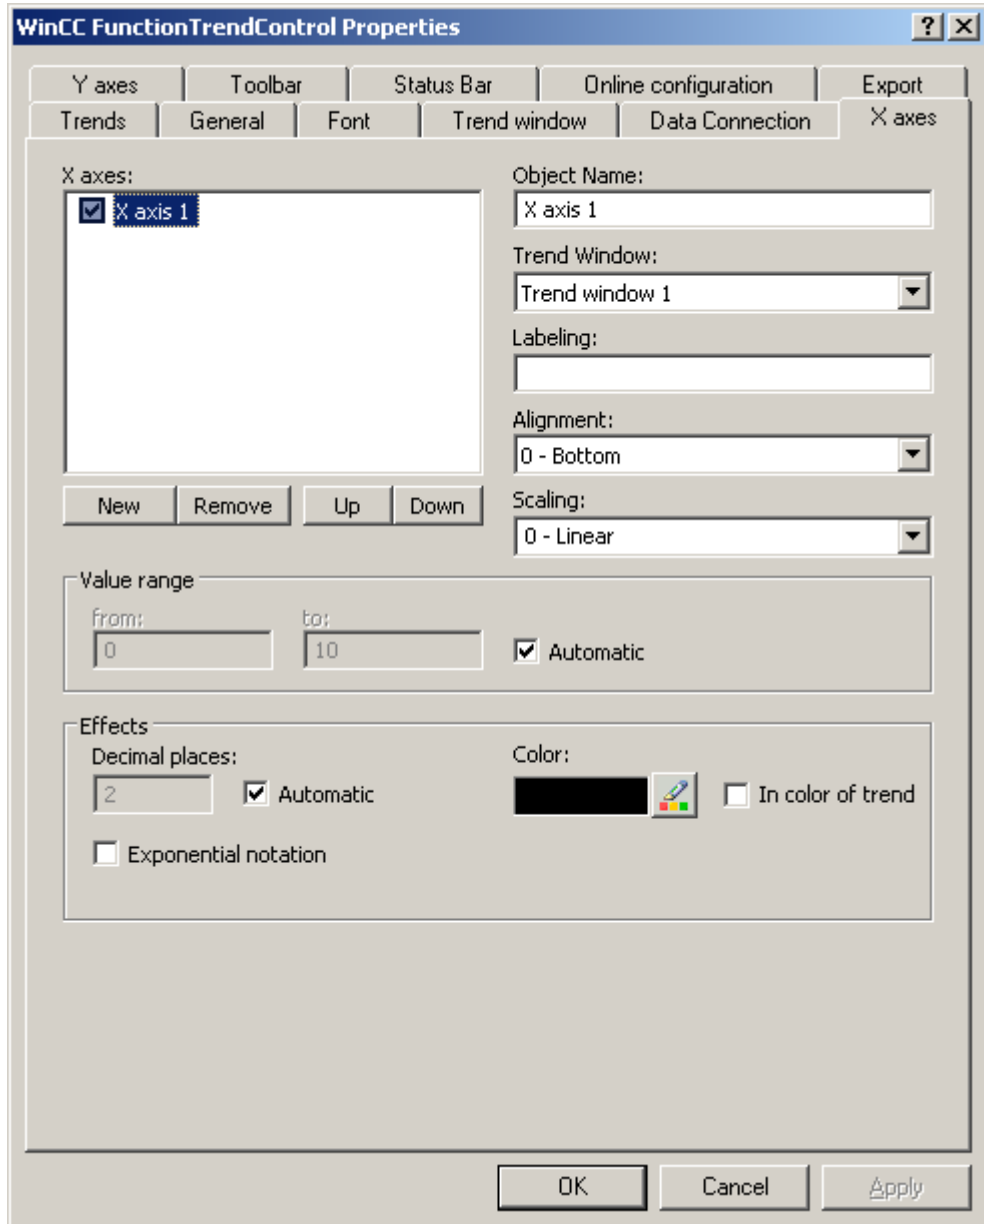 WinCC FunctionTrendControl Properties
Y axes Toolbar Status Bar Online configuration Export
Trends General Font Trend window Data Connection X axes
X axes:
X axis 1
New Remove Up Down
Object Name:
X axis 1
Trend Window:
Trend window 1
Labeling:
Alignment:
0 - Bottom
Scaling:
0 - Linear
Value range
from: to:
0 10 Automatic
Effects
Decimal places: Color:
2 Automatic In color of trend
Exponential notation
OK Cancel Apply